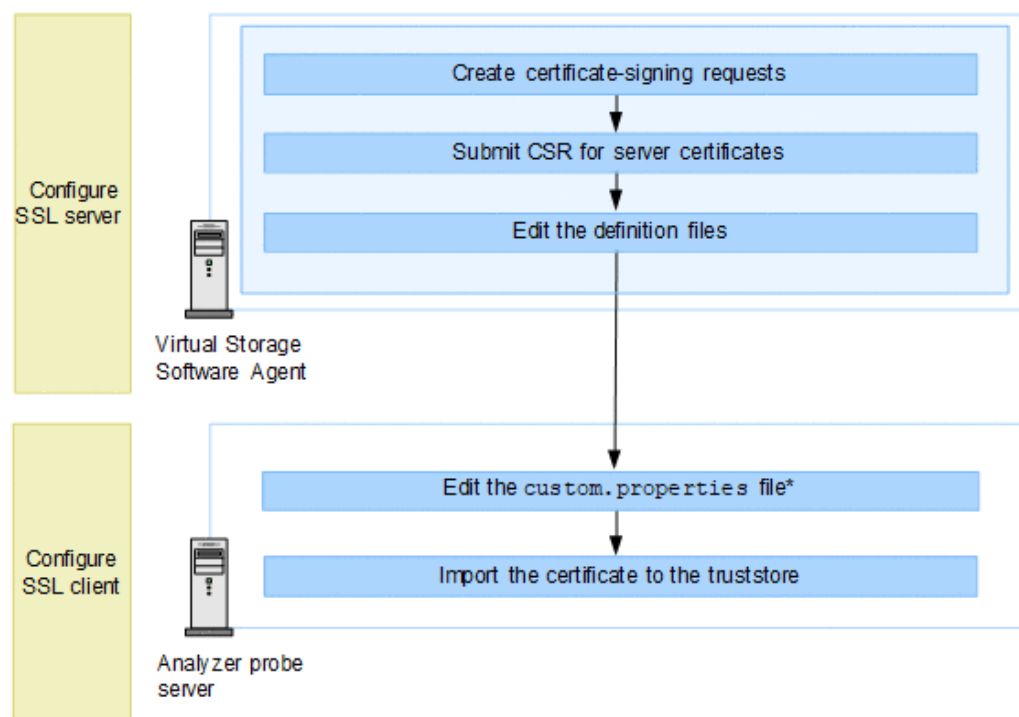 Configure
SSL server
Create certificate-signing requests
Submit CSR for server certificates
Edit the definition files
Virtual Storage
Software Agent
Configure
SSL client
Edit the custom.properties file*
Import the certificate to the truststore
Analyzer probe
server